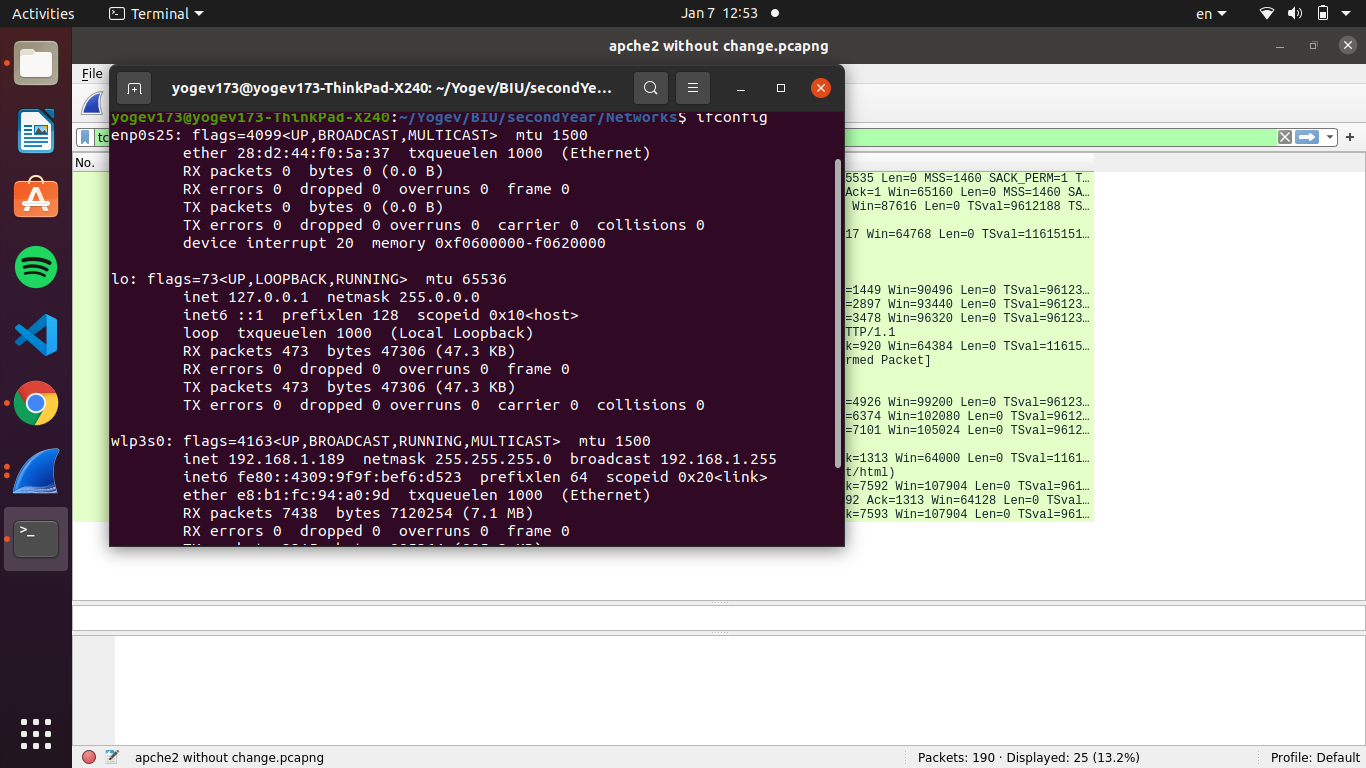 Activities Terminal Jan 7 12:53 en
apche2 without change.pcapng
File
yogev173@yogev173-ThinkPad-X240: ~/Yogev/BIU/secondYe...
tc
No.
yogev173@yogev173-ThinkPad-X240:~/Yogev/BIU/secondYear/Networks$ ifconfig
enp0s25: flags=4099<UP,BROADCAST,MULTICAST> mtu 1500
ether 28:d2:44:f0:5a:37 txqueuelen 1000 (Ethernet)
RX packets 0 bytes 0 (0.0 B)
RX errors 0 dropped 0 overruns 0 frame 0
TX packets 0 bytes 0 (0.0 B)
TX errors 0 dropped 0 overruns 0 carrier 0 collisions 0
device interrupt 20 memory 0xf0600000-f0620000
lo: flags=73<UP,LOOPBACK,RUNNING> mtu 65536
inet 127.0.0.1 netmask 255.0.0.0
inet6 ::1 prefixlen 128 scopeid 0x10<host>
loop txqueuelen 1000 (Local Loopback)
RX packets 473 bytes 47306 (47.3 KB)
RX errors 0 dropped 0 overruns 0 frame 0
TX packets 473 bytes 47306 (47.3 KB)
TX errors 0 dropped 0 overruns 0 carrier 0 collisions 0
wlp3s0: flags=4163<UP,BROADCAST,RUNNING,MULTICAST> mtu 1500
inet 192.168.1.189 netmask 255.255.255.0 broadcast 192.168.1.255
inet6 fe80::4309:9f9f:bef6:d523 prefixlen 64 scopeid 0x20<link>
ether e8:b1:fc:94:a0:9d txqueuelen 1000 (Ethernet)
RX packets 7438 bytes 7120254 (7.1 MB)
RX errors 0 dropped 0 overruns 0 frame 0
5535 Len=0 MSS=1460 SACK_PERM=1 T…
Ack=1 Win=65160 Len=0 MSS=1460 SA…
Win=87616 Len=0 TSval=9612188 TS…
17 Win=64768 Len=0 TSval=11615151…
=1449 Win=90496 Len=0 TSval=96123…
=2897 Win=93440 Len=0 TSval=96123…
=3478 Win=96320 Len=0 TSval=96123…
TTP/1.1
k=920 Win=64384 Len=0 TSval=11615…
rmed Packet]
=4926 Win=99200 Len=0 TSval=96123…
=6374 Win=102080 Len=0 TSval=9612…
=7101 Win=105024 Len=0 TSval=9612…
k=1313 Win=64000 Len=0 TSval=1161…
t/html)
k=7592 Win=107904 Len=0 TSval=961…
92 Ack=1313 Win=64128 Len=0 TSval…
k=7593 Win=107904 Len=0 TSval=961…
apche2 without change.pcapng Packets: 190 · Displayed: 25 (13.2%) Profile: Default